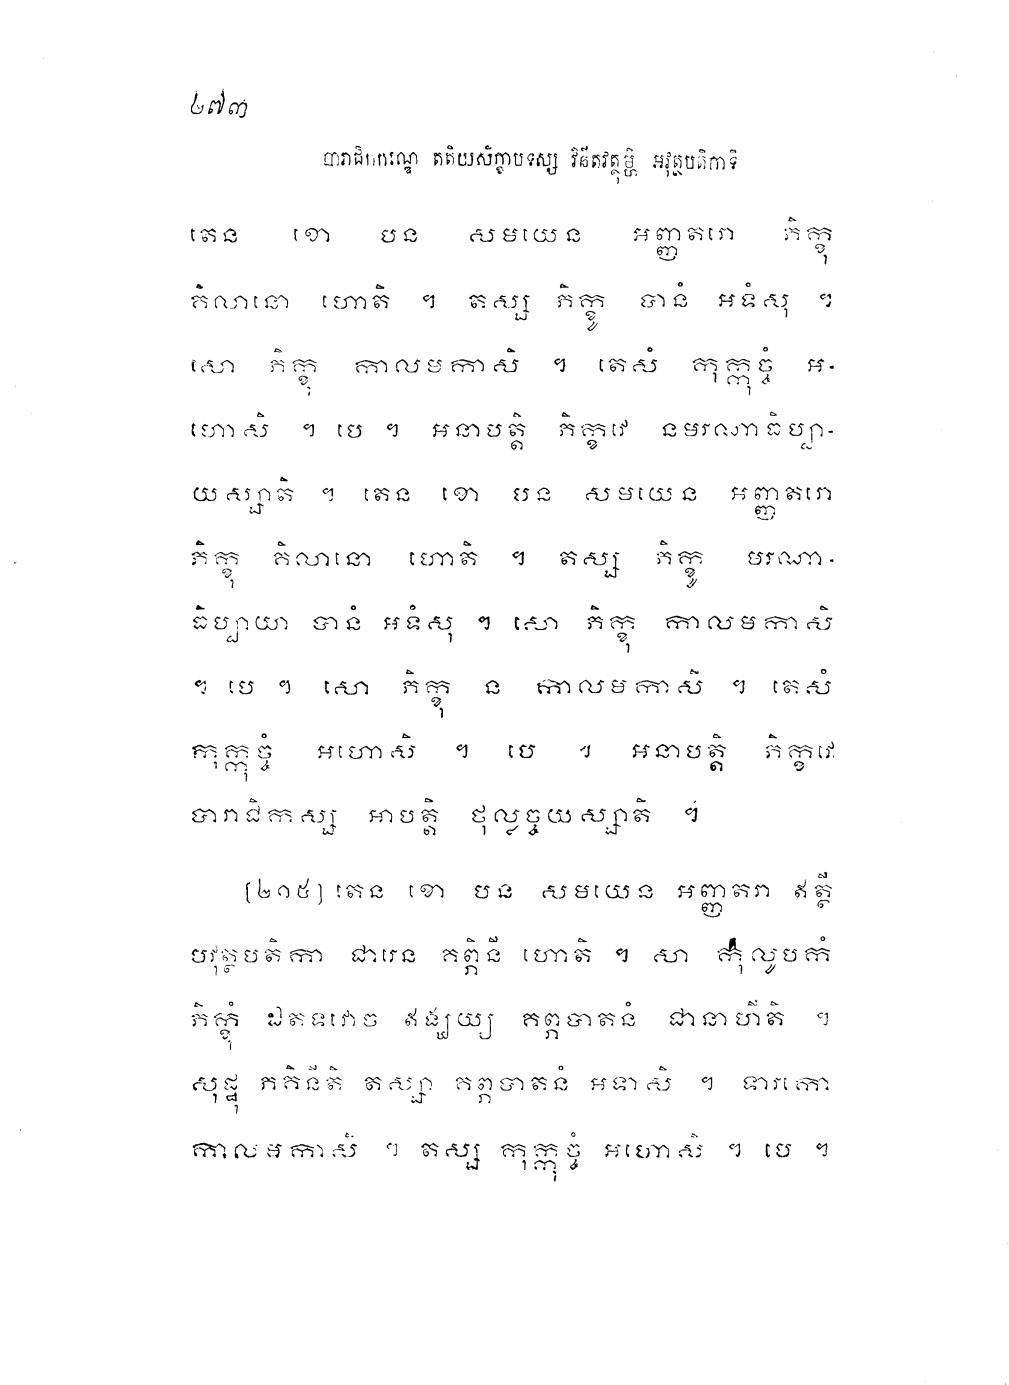 ២៧៣
បារាជិកកណ្ឌេ តតិយសិក្ខាបទស្ស វិនីតវត្ថុម្ហិ អវុត្ថបតិកាទិ
តេន ខោ បន សមយេន អញ្ញតរោ ភិក្ខុ
គិលានោ ហោតិ ។ តស្ស ភិក្ខូ បានំ អទំសុ ។
សោ ភិក្ខុ កាលមកាសិ ។ តេសំ កុក្កុច្ចំ អ-
ហោសិ ។ បេ ។ អនាបត្តិ ភិក្ខវេ នមរណាធិប្បា-
យស្សាតិ ។ តេន ខោ បន សមយេន អញ្ញតរោ
ភិក្ខុ គិលានោ ហោតិ ។ តស្ស ភិក្ខូ មរណា-
ធិប្បាយា បានំ អទំសុ ។ សោ ភិក្ខុ កាលមកាសិ
។ បេ ។ សោ ភិក្ខុ ន កាលមកាសិ ។ តេសំ
កុក្កុច្ចំ អហោសិ ។ បេ ។ អនាបត្តិ ភិក្ខវេ
បារាជិកស្ស អាបត្តិ ថុល្លច្ចយស្សាតិ ។
[២១៥] តេន ខោ បន សមយេន អញ្ញតរា ឥត្ថី
បវុត្ថបតិកា ជារេន គព្ភិនី ហោតិ ។ សា កុលូបកំ
ភិក្ខុំ ឯតទវោច ឥង្ឃយ្យ គព្ភបាតនំ ជានាហីតិ ។
សុដ្ឋុ ភគិនីតិ តស្សា គព្ភបាតនំ អទាសិ ។ ទារកោ
កាលមកាសិ ។ តស្ស កុក្កុច្ចំ អហោសិ ។ បេ ។